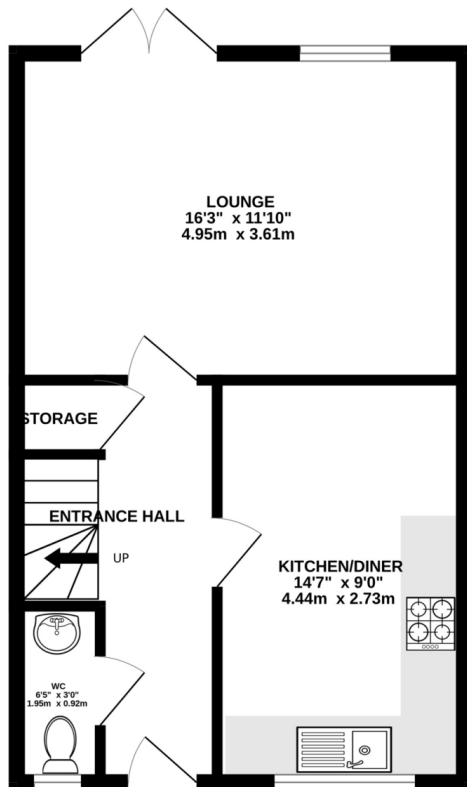 LOUNGE
16'3" x 11'10"
4.95m x 3.61m
STORAGE
ENTRANCE HALL
UP
KITCHEN/DINER
14'7" x 9'0"
4.44m x 2.73m
WC
6'5" x 3'0"
1.95m x 0.92m